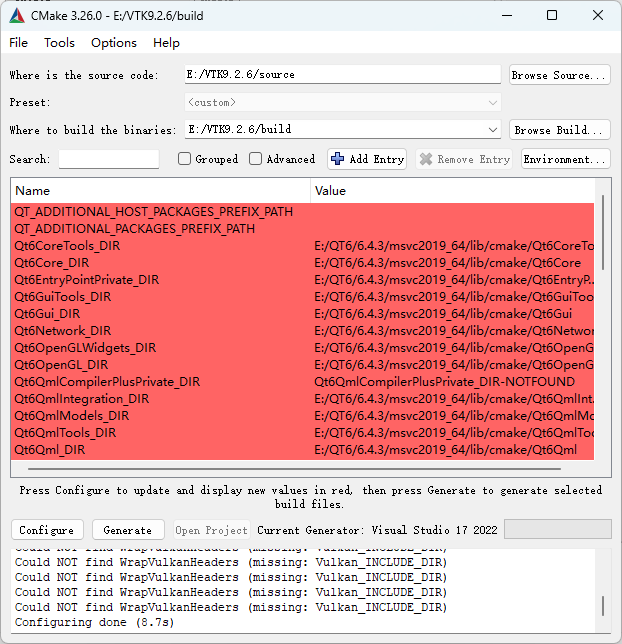 CMake 3.26.0 - E:/VTK9.2.6/build
File Tools Options Help
Where is the source code: E:/VTK9.2.6/source Browse Source...
Preset: <custom>
Where to build the binaries: E:/VTK9.2.6/build Browse Build...
Search: Grouped Advanced Add Entry Remove Entry Environment...
Name Value
QT_ADDITIONAL_HOST_PACKAGES_PREFIX_PATH
QT_ADDITIONAL_PACKAGES_PREFIX_PATH
Qt6CoreTools_DIR E:/QT6/6.4.3/msvc2019_64/lib/cmake/Qt6CoreTo
Qt6Core_DIR E:/QT6/6.4.3/msvc2019_64/lib/cmake/Qt6Core
Qt6EntryPointPrivate_DIR E:/QT6/6.4.3/msvc2019_64/lib/cmake/Qt6EntryP...
Qt6GuiTools_DIR E:/QT6/6.4.3/msvc2019_64/lib/cmake/Qt6GuiToo
Qt6Gui_DIR E:/QT6/6.4.3/msvc2019_64/lib/cmake/Qt6Gui
Qt6Network_DIR E:/QT6/6.4.3/msvc2019_64/lib/cmake/Qt6Networ
Qt6OpenGLWidgets_DIR E:/QT6/6.4.3/msvc2019_64/lib/cmake/Qt6OpenG
Qt6OpenGL_DIR E:/QT6/6.4.3/msvc2019_64/lib/cmake/Qt6OpenG
Qt6QmlCompilerPlusPrivate_DIR Qt6QmlCompilerPlusPrivate_DIR-NOTFOUND
Qt6QmlIntegration_DIR E:/QT6/6.4.3/msvc2019_64/lib/cmake/Qt6QmlInt...
Qt6QmlModels_DIR E:/QT6/6.4.3/msvc2019_64/lib/cmake/Qt6QmlMo
Qt6QmlTools_DIR E:/QT6/6.4.3/msvc2019_64/lib/cmake/Qt6QmlToo
Qt6Qml_DIR E:/QT6/6.4.3/msvc2019_64/lib/cmake/Qt6Qml
Press Configure to update and display new values in red, then press Generate to generate selected
build files.
Configure Generate Open Project Current Generator: Visual Studio 17 2022
Could NOT find WrapVulkanHeaders (missing: Vulkan_INCLUDE_DIR)
Could NOT find WrapVulkanHeaders (missing: Vulkan_INCLUDE_DIR)
Could NOT find WrapVulkanHeaders (missing: Vulkan_INCLUDE_DIR)
Could NOT find WrapVulkanHeaders (missing: Vulkan_INCLUDE_DIR)
Could NOT find WrapVulkanHeaders (missing: Vulkan_INCLUDE_DIR)
Configuring done (8.7s)